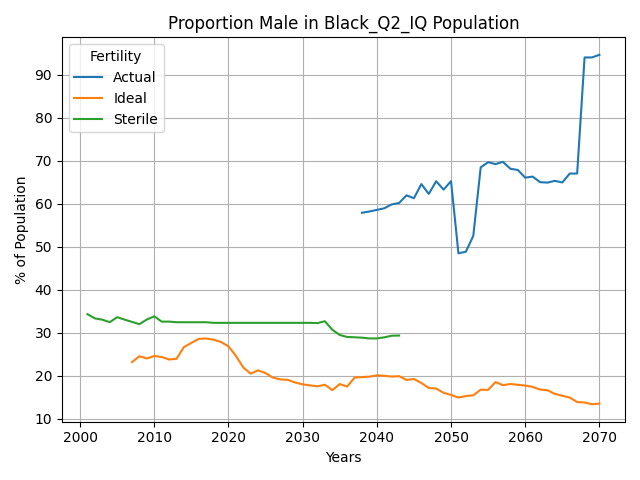 Proportion Male in Black_Q2_IQ Population
Fertility
Actual
Ideal
Sterile
% of Population
90
80
70
60
50
40
30
20
10
2000 2010 2020 2030 2040 2050 2060 2070
Years